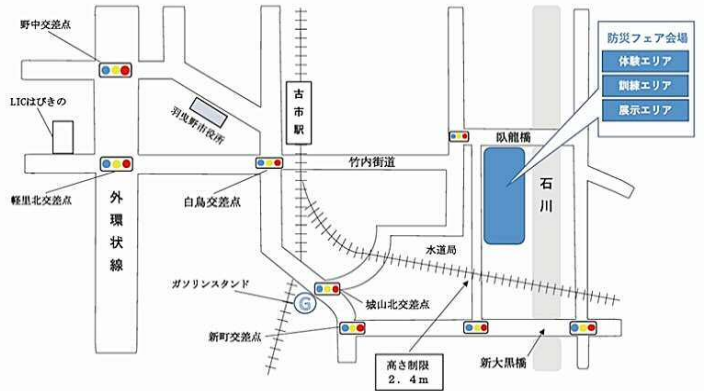 野中交差点
防災フェア会場
体験エリア
訓練エリア
展示エリア
LICはびきの
羽曳野市役所
古市駅
臥龍橋
竹内街道
軽里北交差点
白鳥交差点
外環状線
石川
水道局
ガソリンスタンド
G
城山北交差点
新町交差点
高さ制限
2.4m
新大黒橋